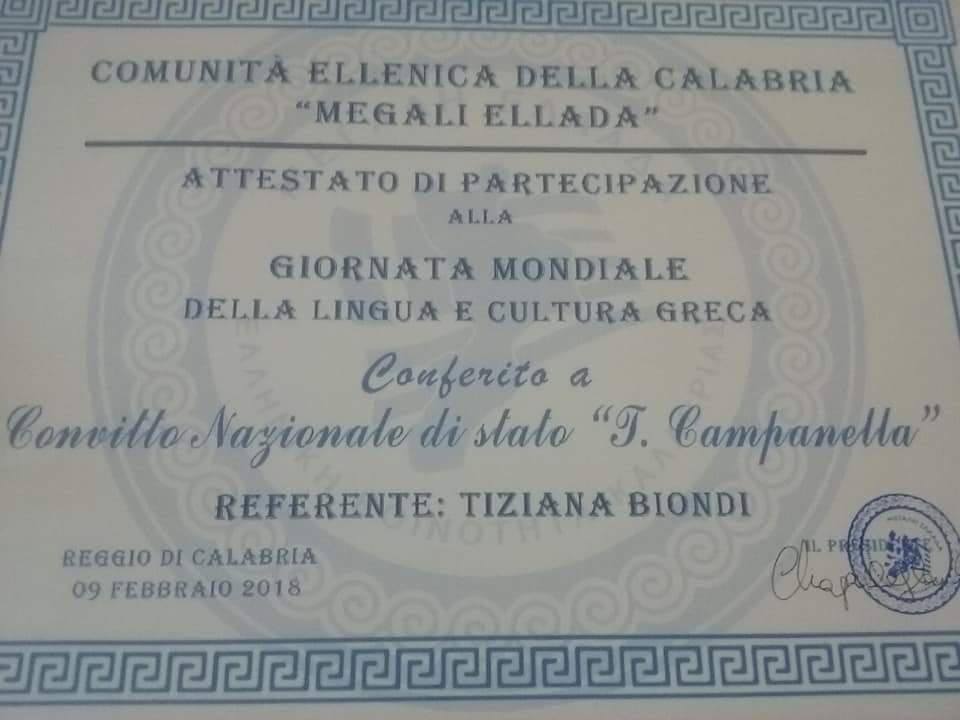 COMUNITÀ ELLENICA DELLA CALABRIA
“MEGALI ELLADA”
ATTESTATO DI PARTECIPAZIONE
ALLA
GIORNATA MONDIALE
DELLA LINGUA E CULTURA GRECA
Conferito a
Convitto Nazionale di stato “T. Campanella”
REFERENTE: TIZIANA BIONDI
REGGIO DI CALABRIA
09 FEBBRAIO 2018
IL PRESIDENTE